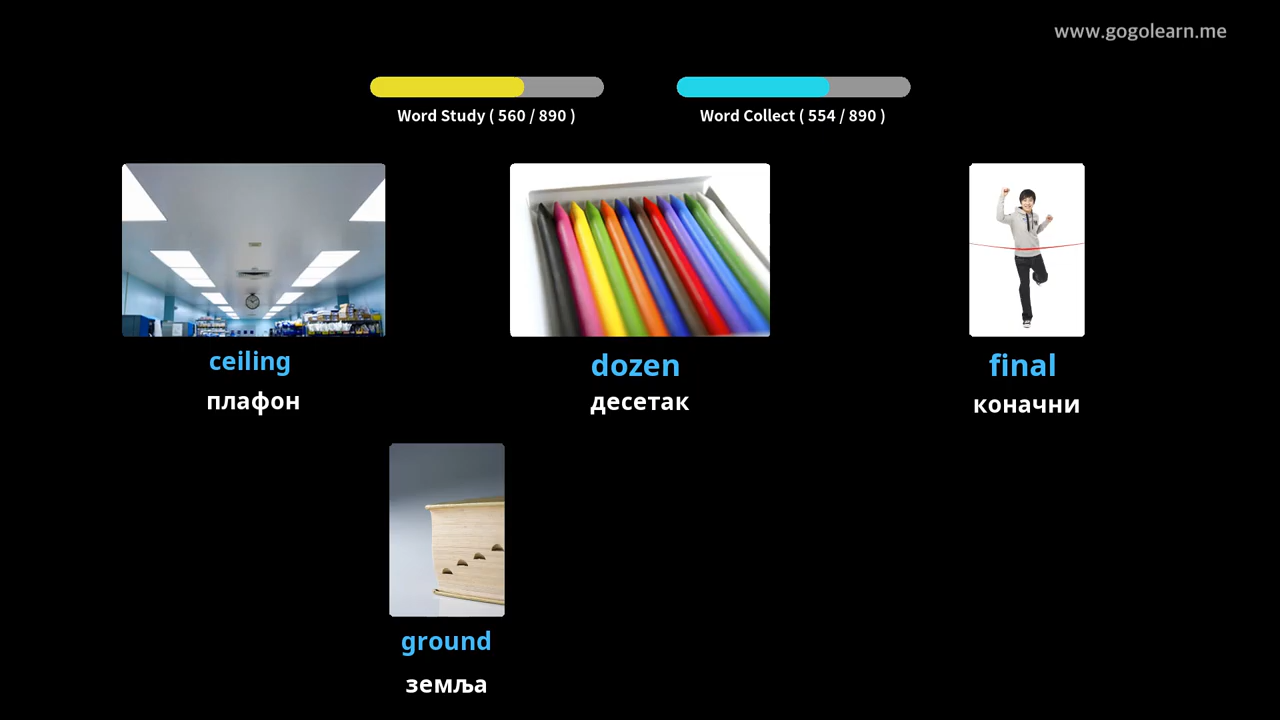 www.gogolearn.me
Word Study ( 560 / 890 )
Word Collect ( 554 / 890 )
ceiling
плафон
dozen
десетак
final
коначни
ground
земља